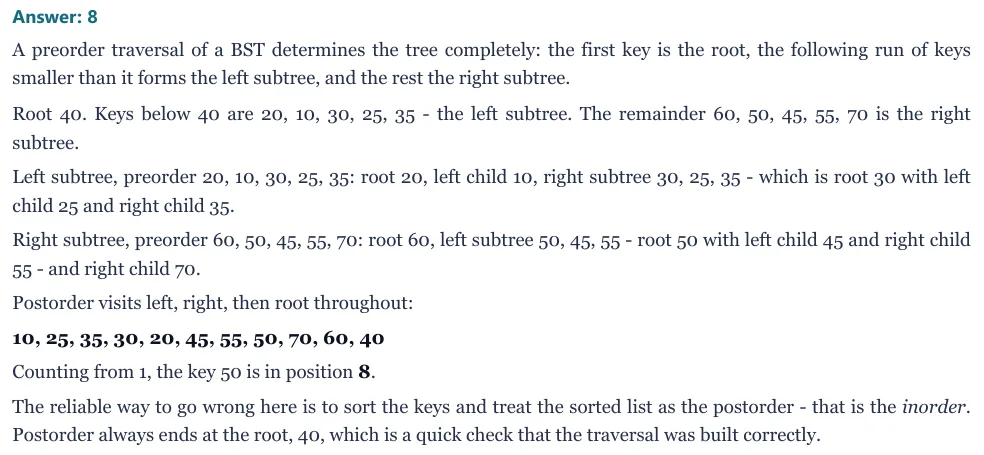 Answer: 8
A preorder traversal of a BST determines the tree completely: the first key is the root, the following run of keys
smaller than it forms the left subtree, and the rest the right subtree.
Root 40. Keys below 40 are 20, 10, 30, 25, 35 - the left subtree. The remainder 60, 50, 45, 55, 70 is the right
subtree.
Left subtree, preorder 20, 10, 30, 25, 35: root 20, left child 10, right subtree 30, 25, 35 - which is root 30 with left
child 25 and right child 35.
Right subtree, preorder 60, 50, 45, 55, 70: root 60, left subtree 50, 45, 55 - root 50 with left child 45 and right child
55 - and right child 70.
Postorder visits left, right, then root throughout:
10, 25, 35, 30, 20, 45, 55, 50, 70, 60, 40
Counting from 1, the key 50 is in position 8.
The reliable way to go wrong here is to sort the keys and treat the sorted list as the postorder - that is the inorder.
Postorder always ends at the root, 40, which is a quick check that the traversal was built correctly.